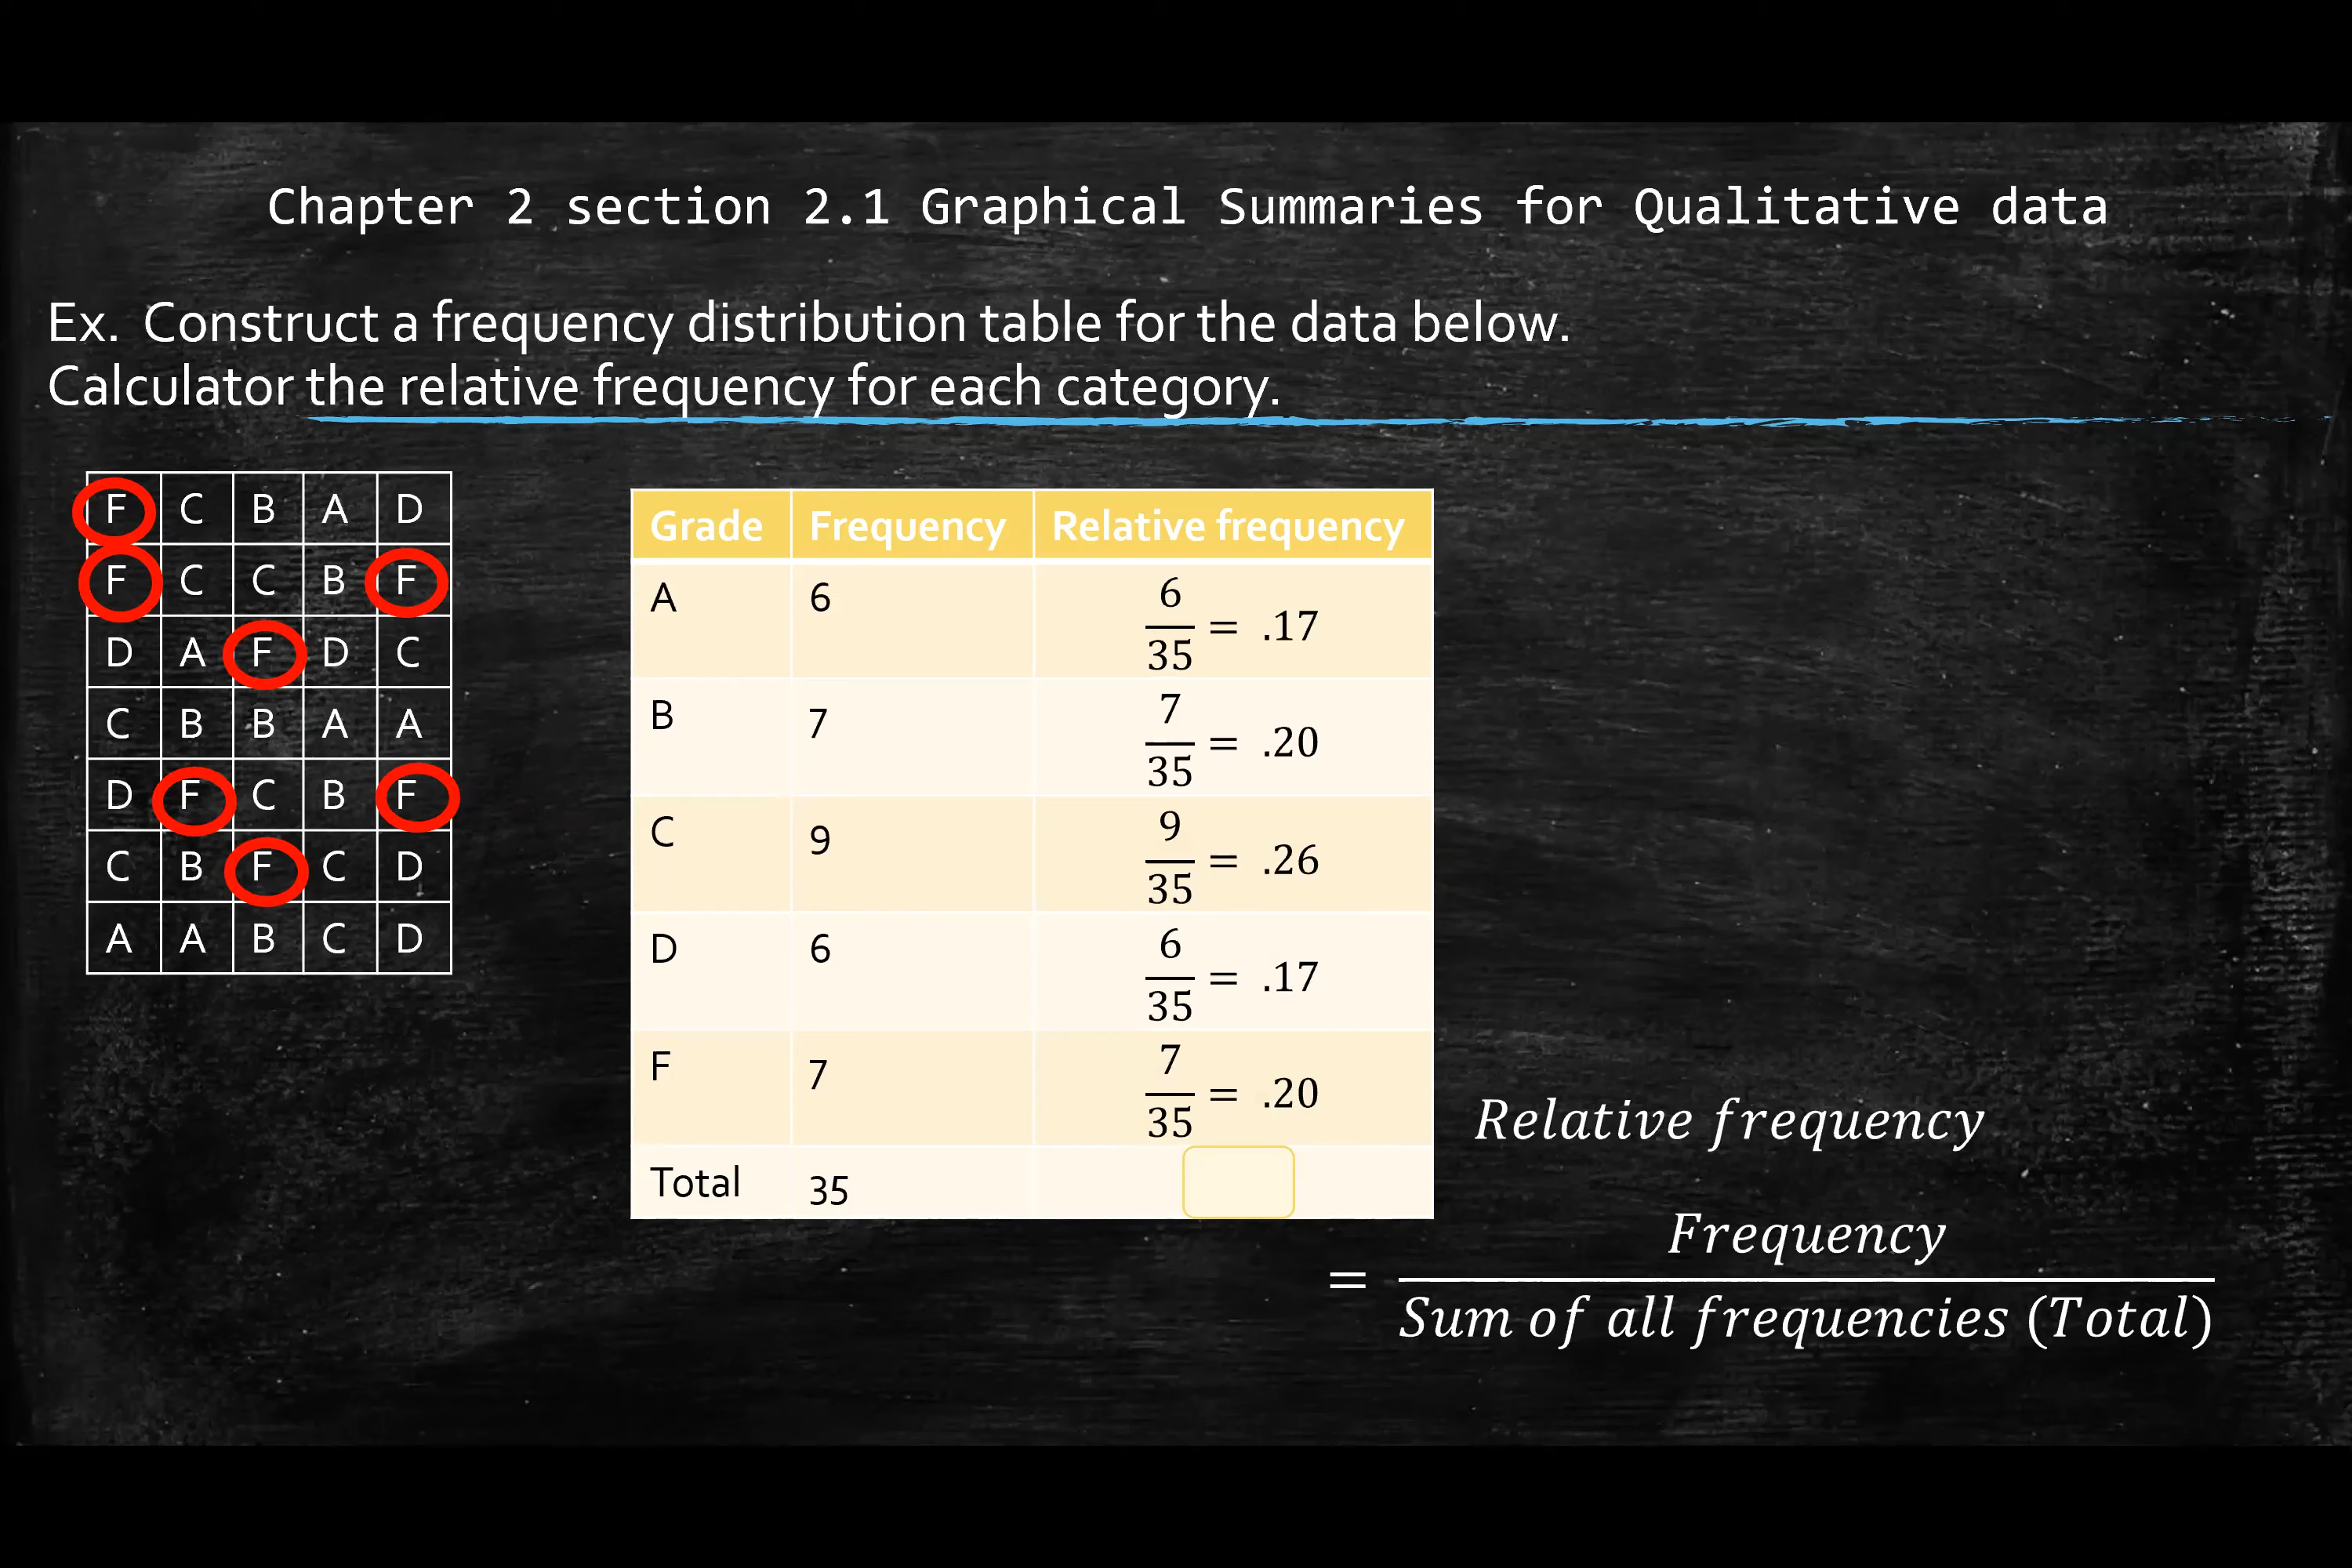 Chapter 2 section 2.1 Graphical Summaries for Qualitative data
Ex. Construct a frequency distribution table for the data below.
Calculator the relative frequency for each category.
F C B A D
F C C B F
D A F D C
C B B A A
D F C B F
C B F C D
A A B C D
Grade Frequency Relative frequency
A 6 6/35 = .17
B 7 7/35 = .20
C 9 9/35 = .26
D 6 6/35 = .17
F 7 7/35 = .20
Total 35
Relative frequency
= Frequency / Sum of all frequencies (Total)